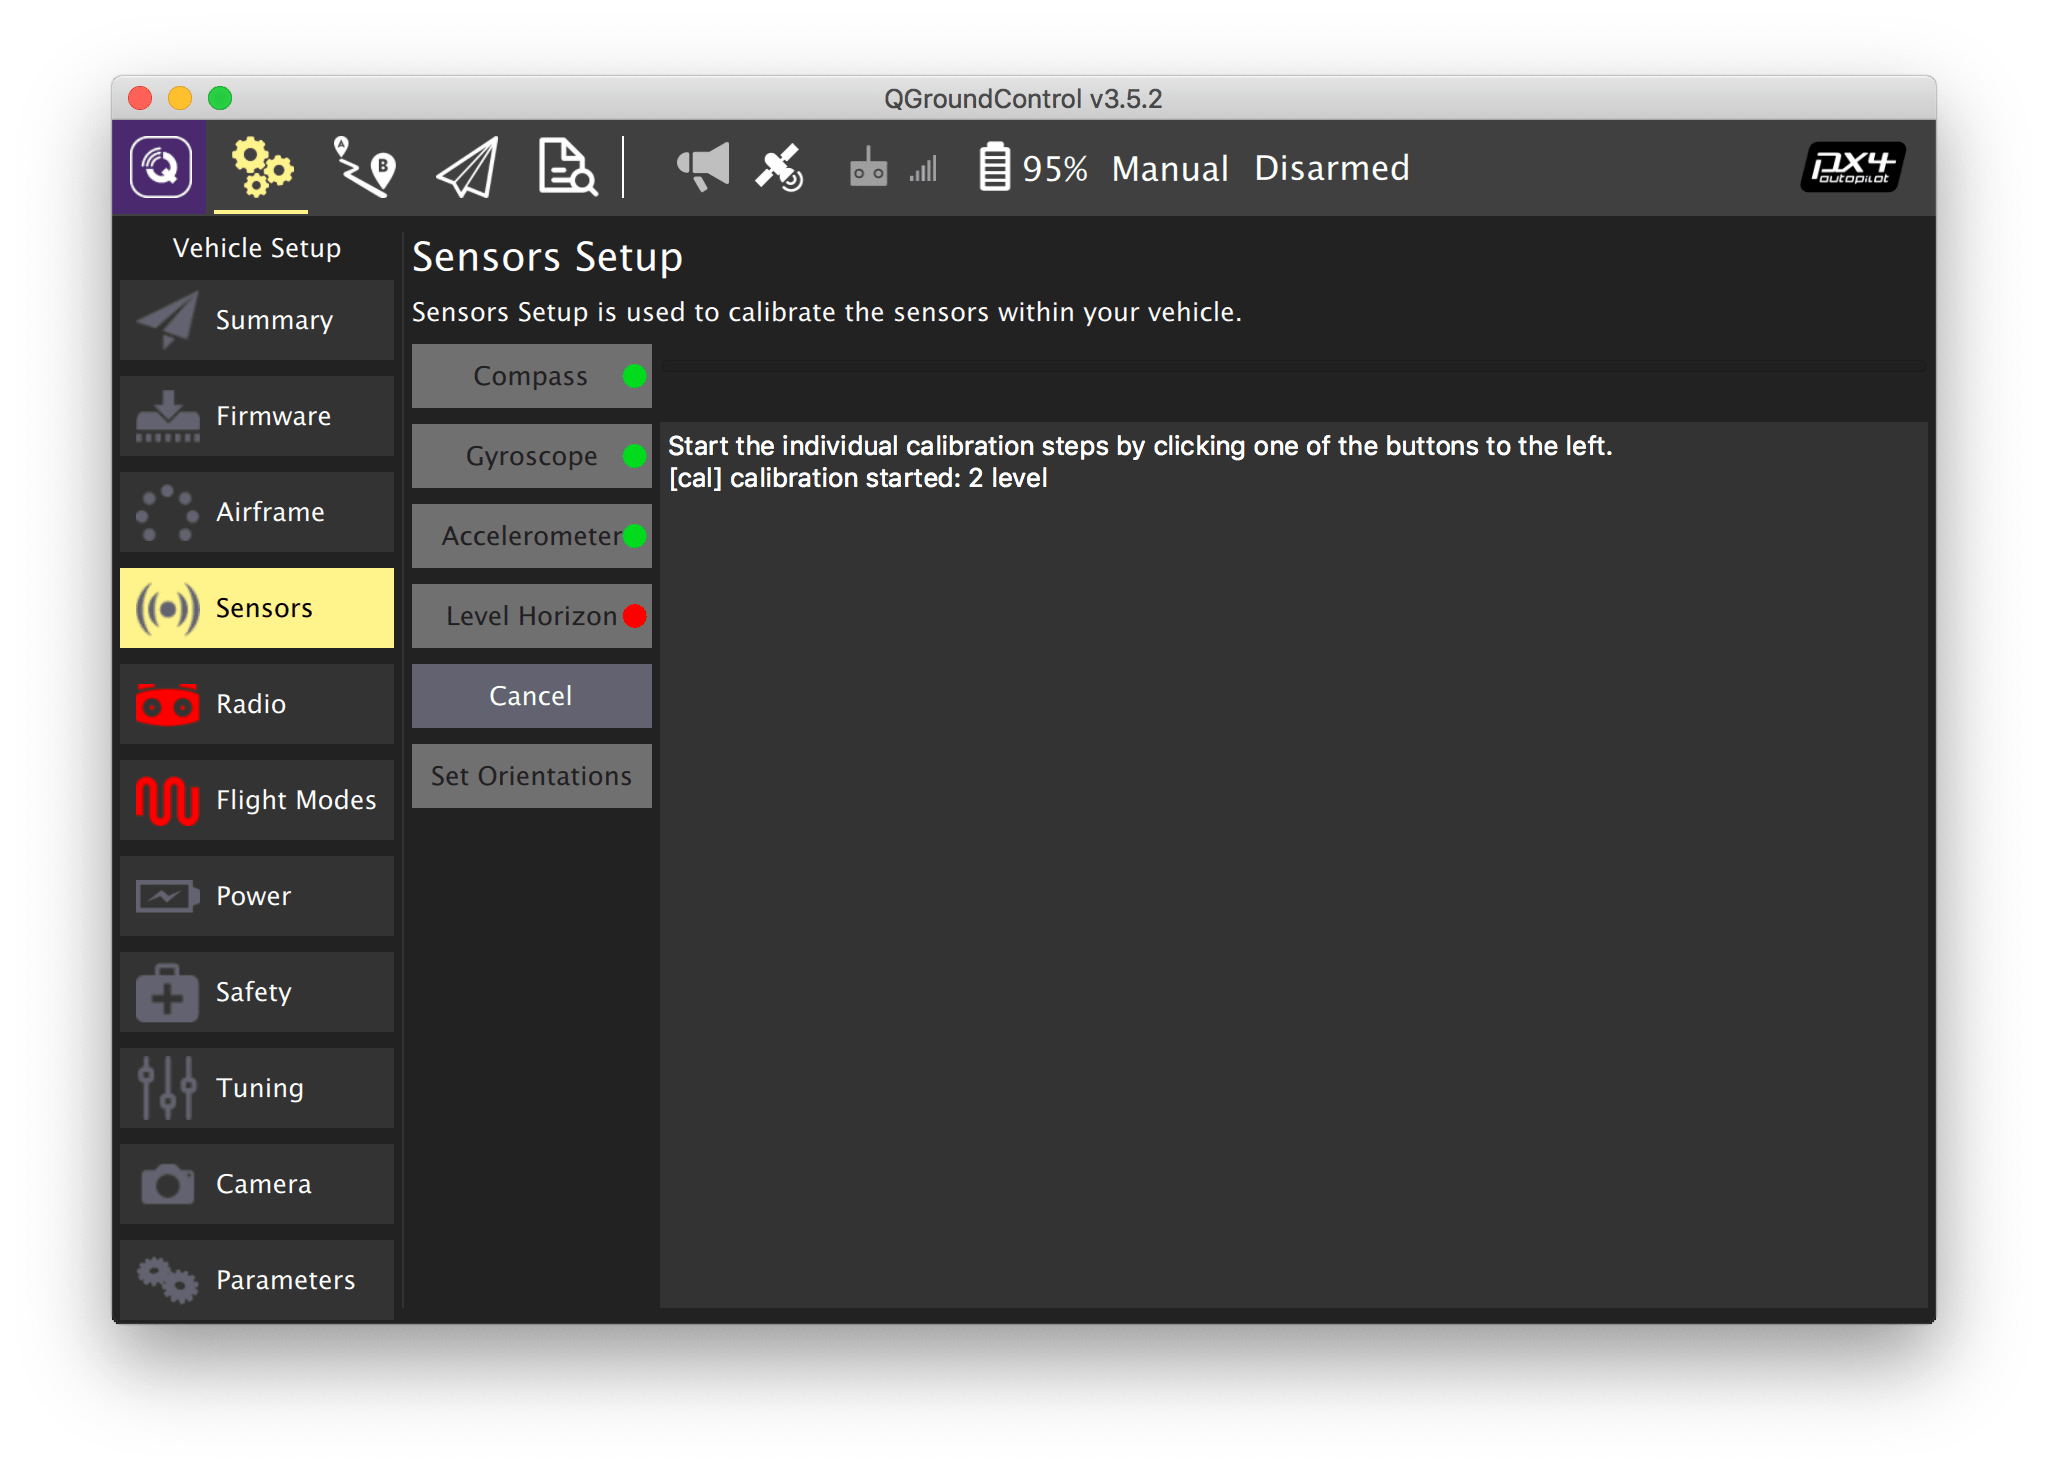 QGroundControl v3.5.2
95% Manual Disarmed
px4
autopilot
Vehicle Setup
Summary
Firmware
Airframe
Sensors
Radio
Flight Modes
Power
Safety
Tuning
Camera
Parameters
Sensors Setup
Sensors Setup is used to calibrate the sensors within your vehicle.
Compass
Gyroscope
Accelerometer
Level Horizon
Cancel
Set Orientations
Start the individual calibration steps by clicking one of the buttons to the left.
[cal] calibration started: 2 level